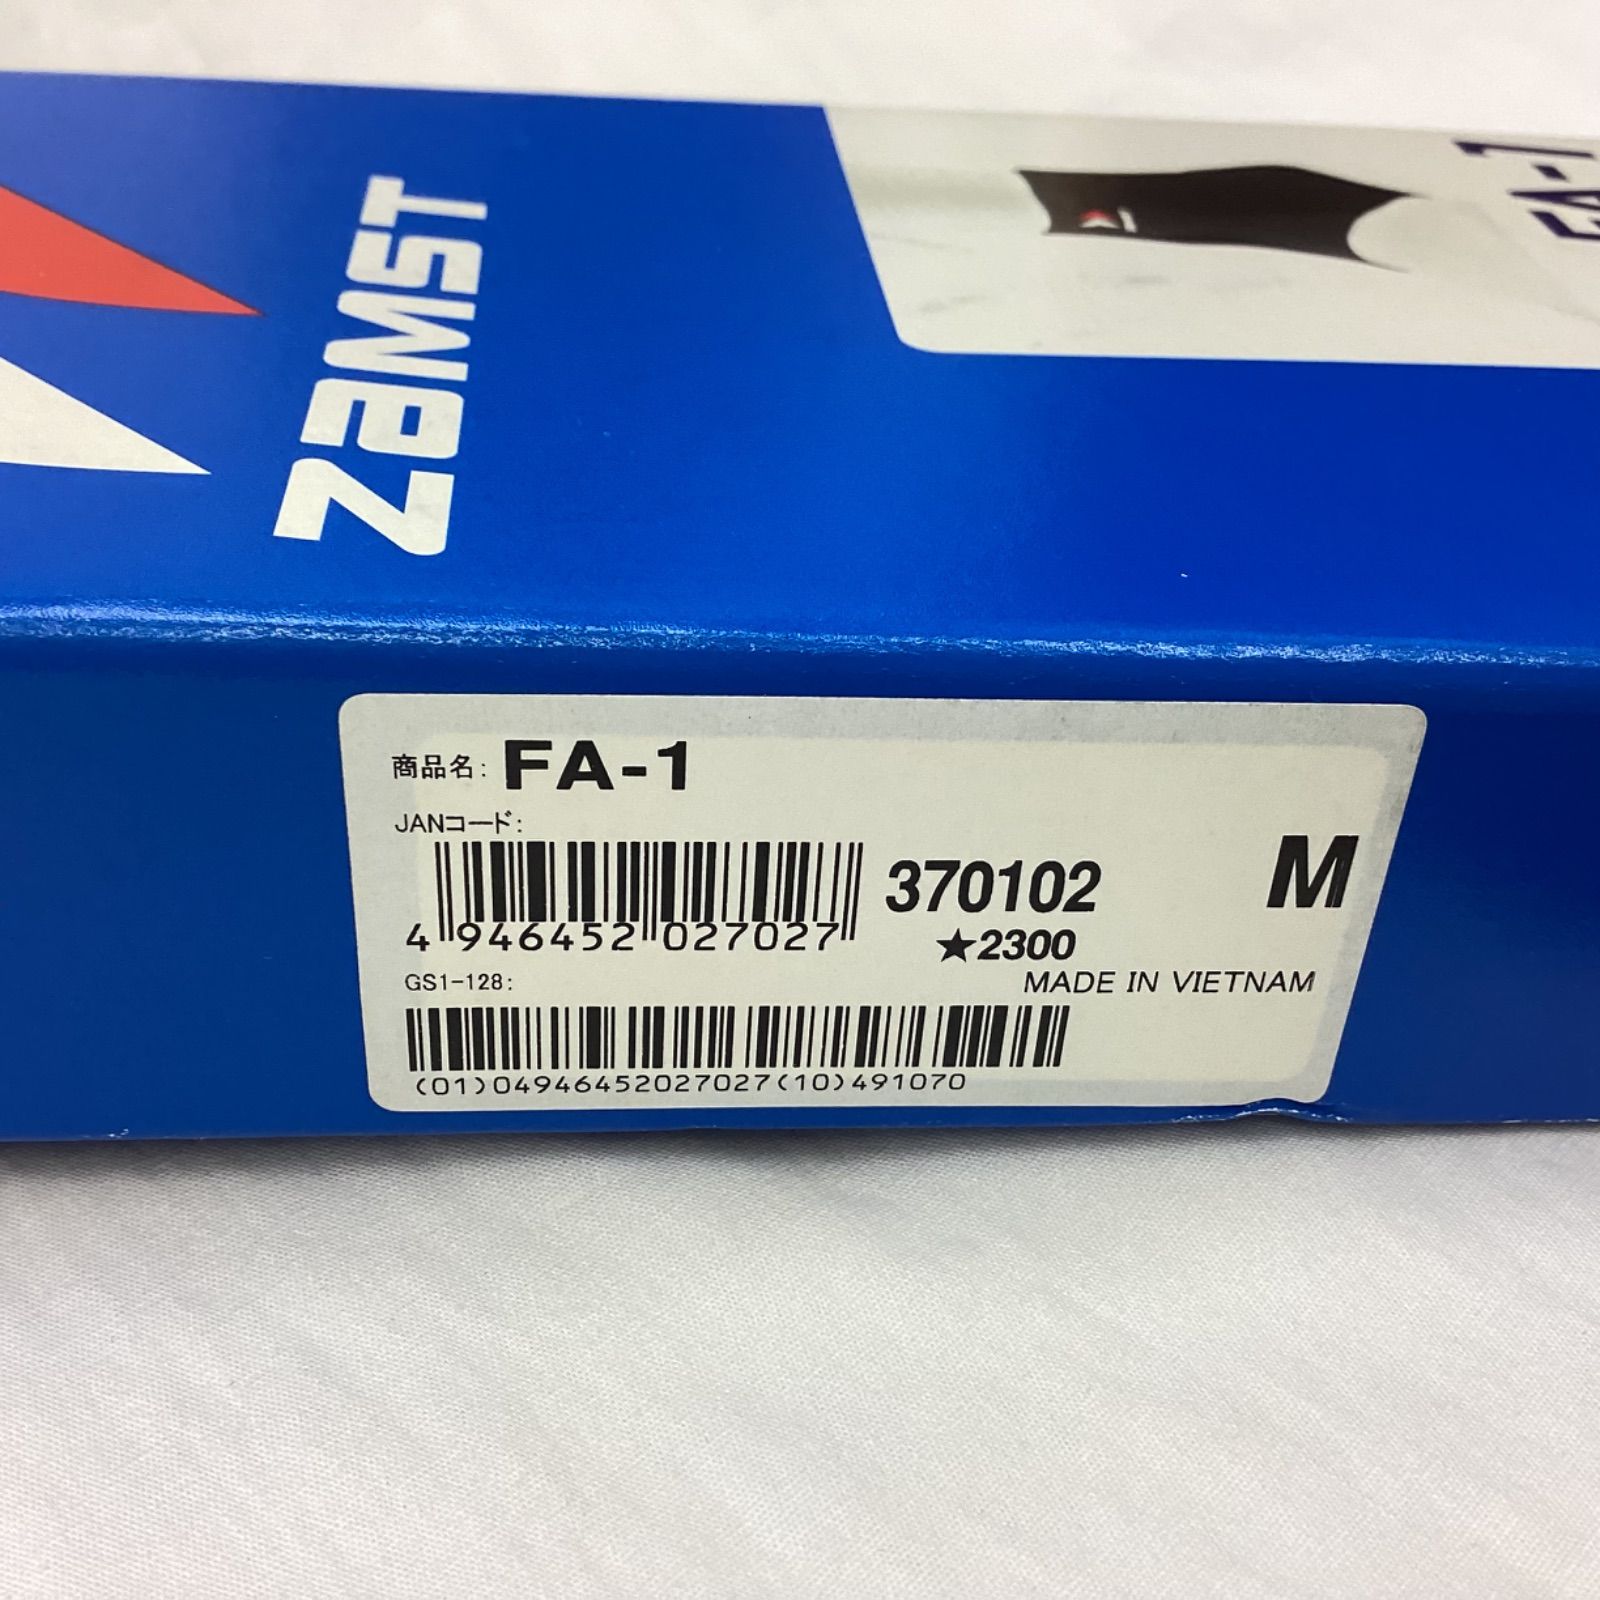 zamst
FA-1
商品名: FA-1
JANコード:
4 946452 027027
370102
M
★2300
GS1-128:
MADE IN VIETNAM
(01)04946452027027(10)491070